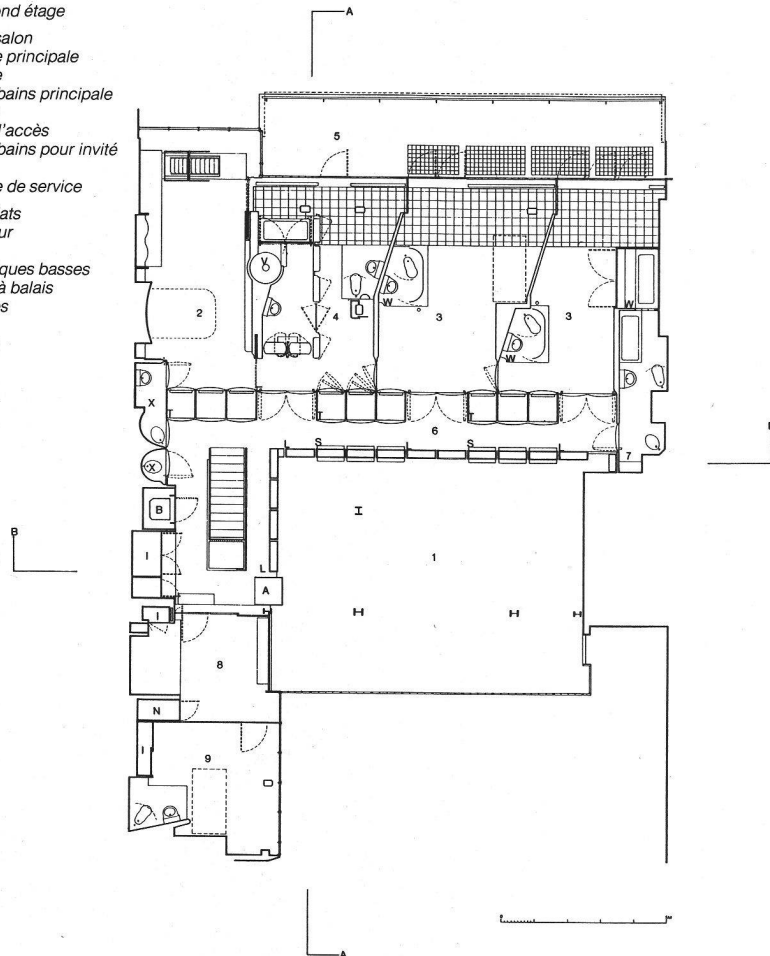 nd étage
salon
e principale
e
bains principale
l'accès
bains pour invité
e de service
ats
ur
ques basses
à balais
es
A
5
V
2
4
3
3
W
W
W
X
T
T
T
6
X
L
S
L
S
L
7
B
B
I
1
L
A
I
8
N
I
9
A